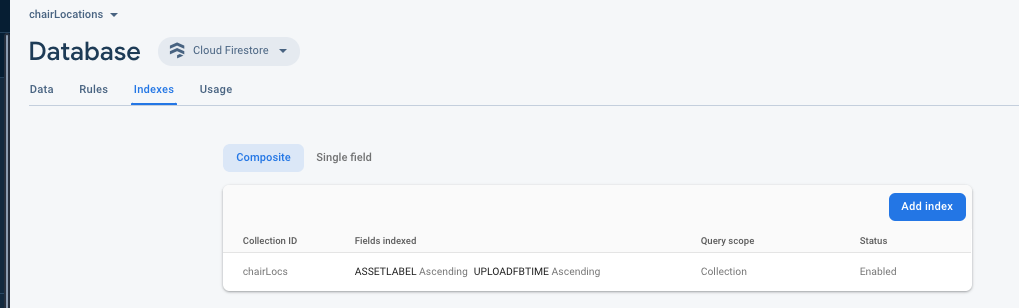 chairLocations
Database Cloud Firestore
Data Rules Indexes Usage
Composite Single field
Add index
Collection ID Fields indexed Query scope Status
chairLocs ASSETLABEL Ascending UPLOADFBTIME Ascending Collection Enabled